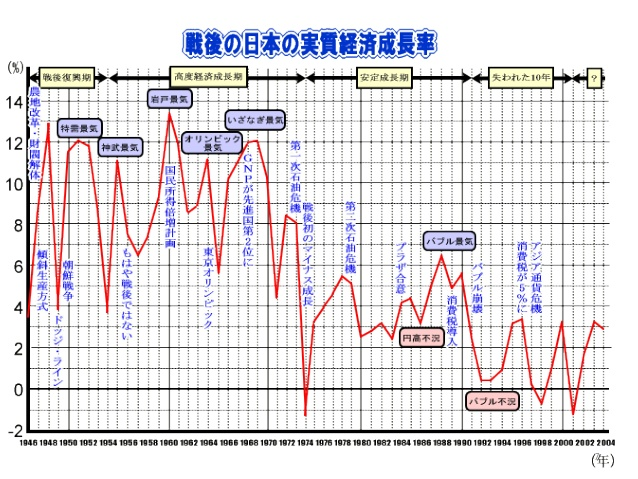 戦後の日本の実質経済成長率
(%)
戦後復興期
高度経済成長期
安定成長期
失われた10年
?
14
12
10
8
6
4
2
0
-2
農地改革・財閥解体
特需景気
神武景気
岩戸景気
オリンピック
景気
いざなぎ景気
第一次石油危機
GNPが先進国第2位に
国民所得倍増計画
戦後初のマイナス成長
第二次石油危機
プラザ合意
バブル景気
バブル崩壊
消費税が5%に
アジア通貨危機
傾斜生産方式
朝鮮戦争
ドッジ・ライン
もはや戦後ではない
東京オリンピック
消費税導入
円高不況
バブル不況
1946 1948 1950 1952 1954 1956 1958 1960 1962 1964 1966 1968 1970 1972 1974 1976 1978 1980 1982 1984 1986 1988 1990 1992 1994 1996 1998 2000 2002 2004
(年)